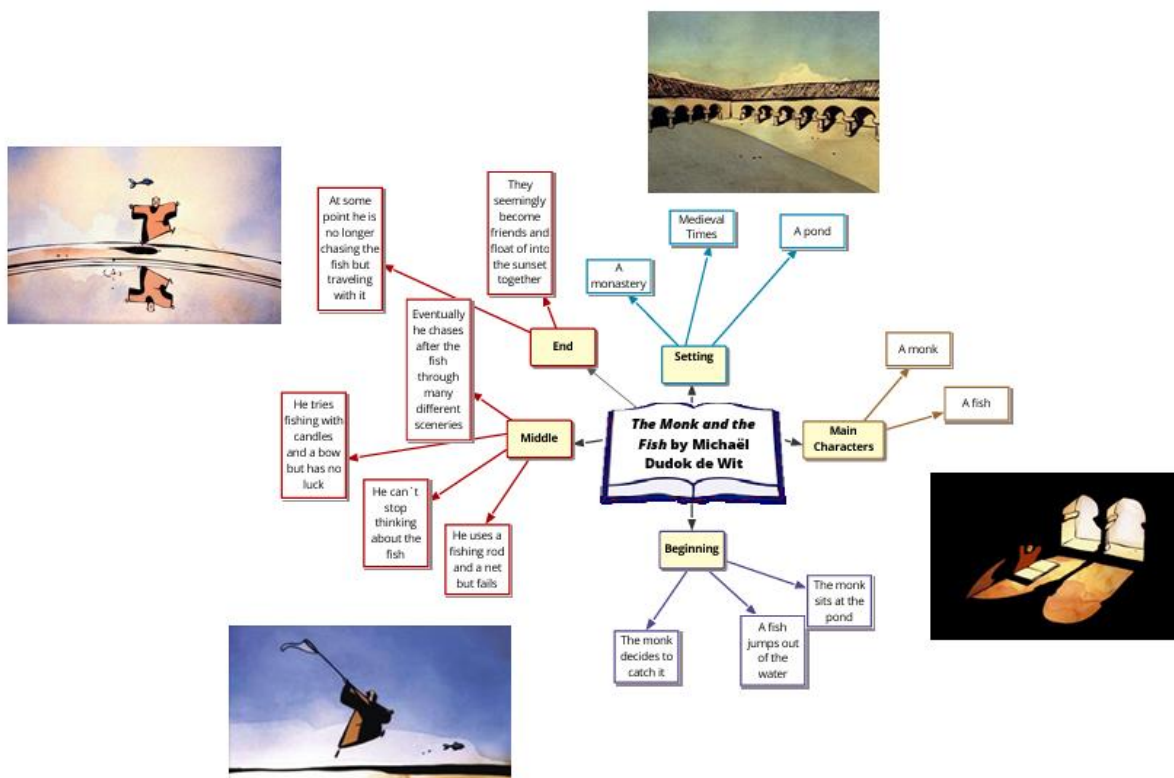 The Monk and the
Fish by Michaël
Dudok de Wit
Setting
A
monastery
Medieval
Times
A pond
Main
Characters
A monk
A fish
Beginning
The monk
sits at the
pond
A fish
jumps out
of the
water
The monk
decides to
catch it
Middle
He uses a
fishing rod
and a net
but fails
He can´t
stop
thinking
about the
fish
He tries
fishing with
candles
and a bow
but has no
luck
Eventually
he chases
after the
fish
through
many
different
sceneries
End
At some
point he is
no longer
chasing the
fish but
traveling
with it
They
seemingly
become
friends and
float of into
the sunset
together